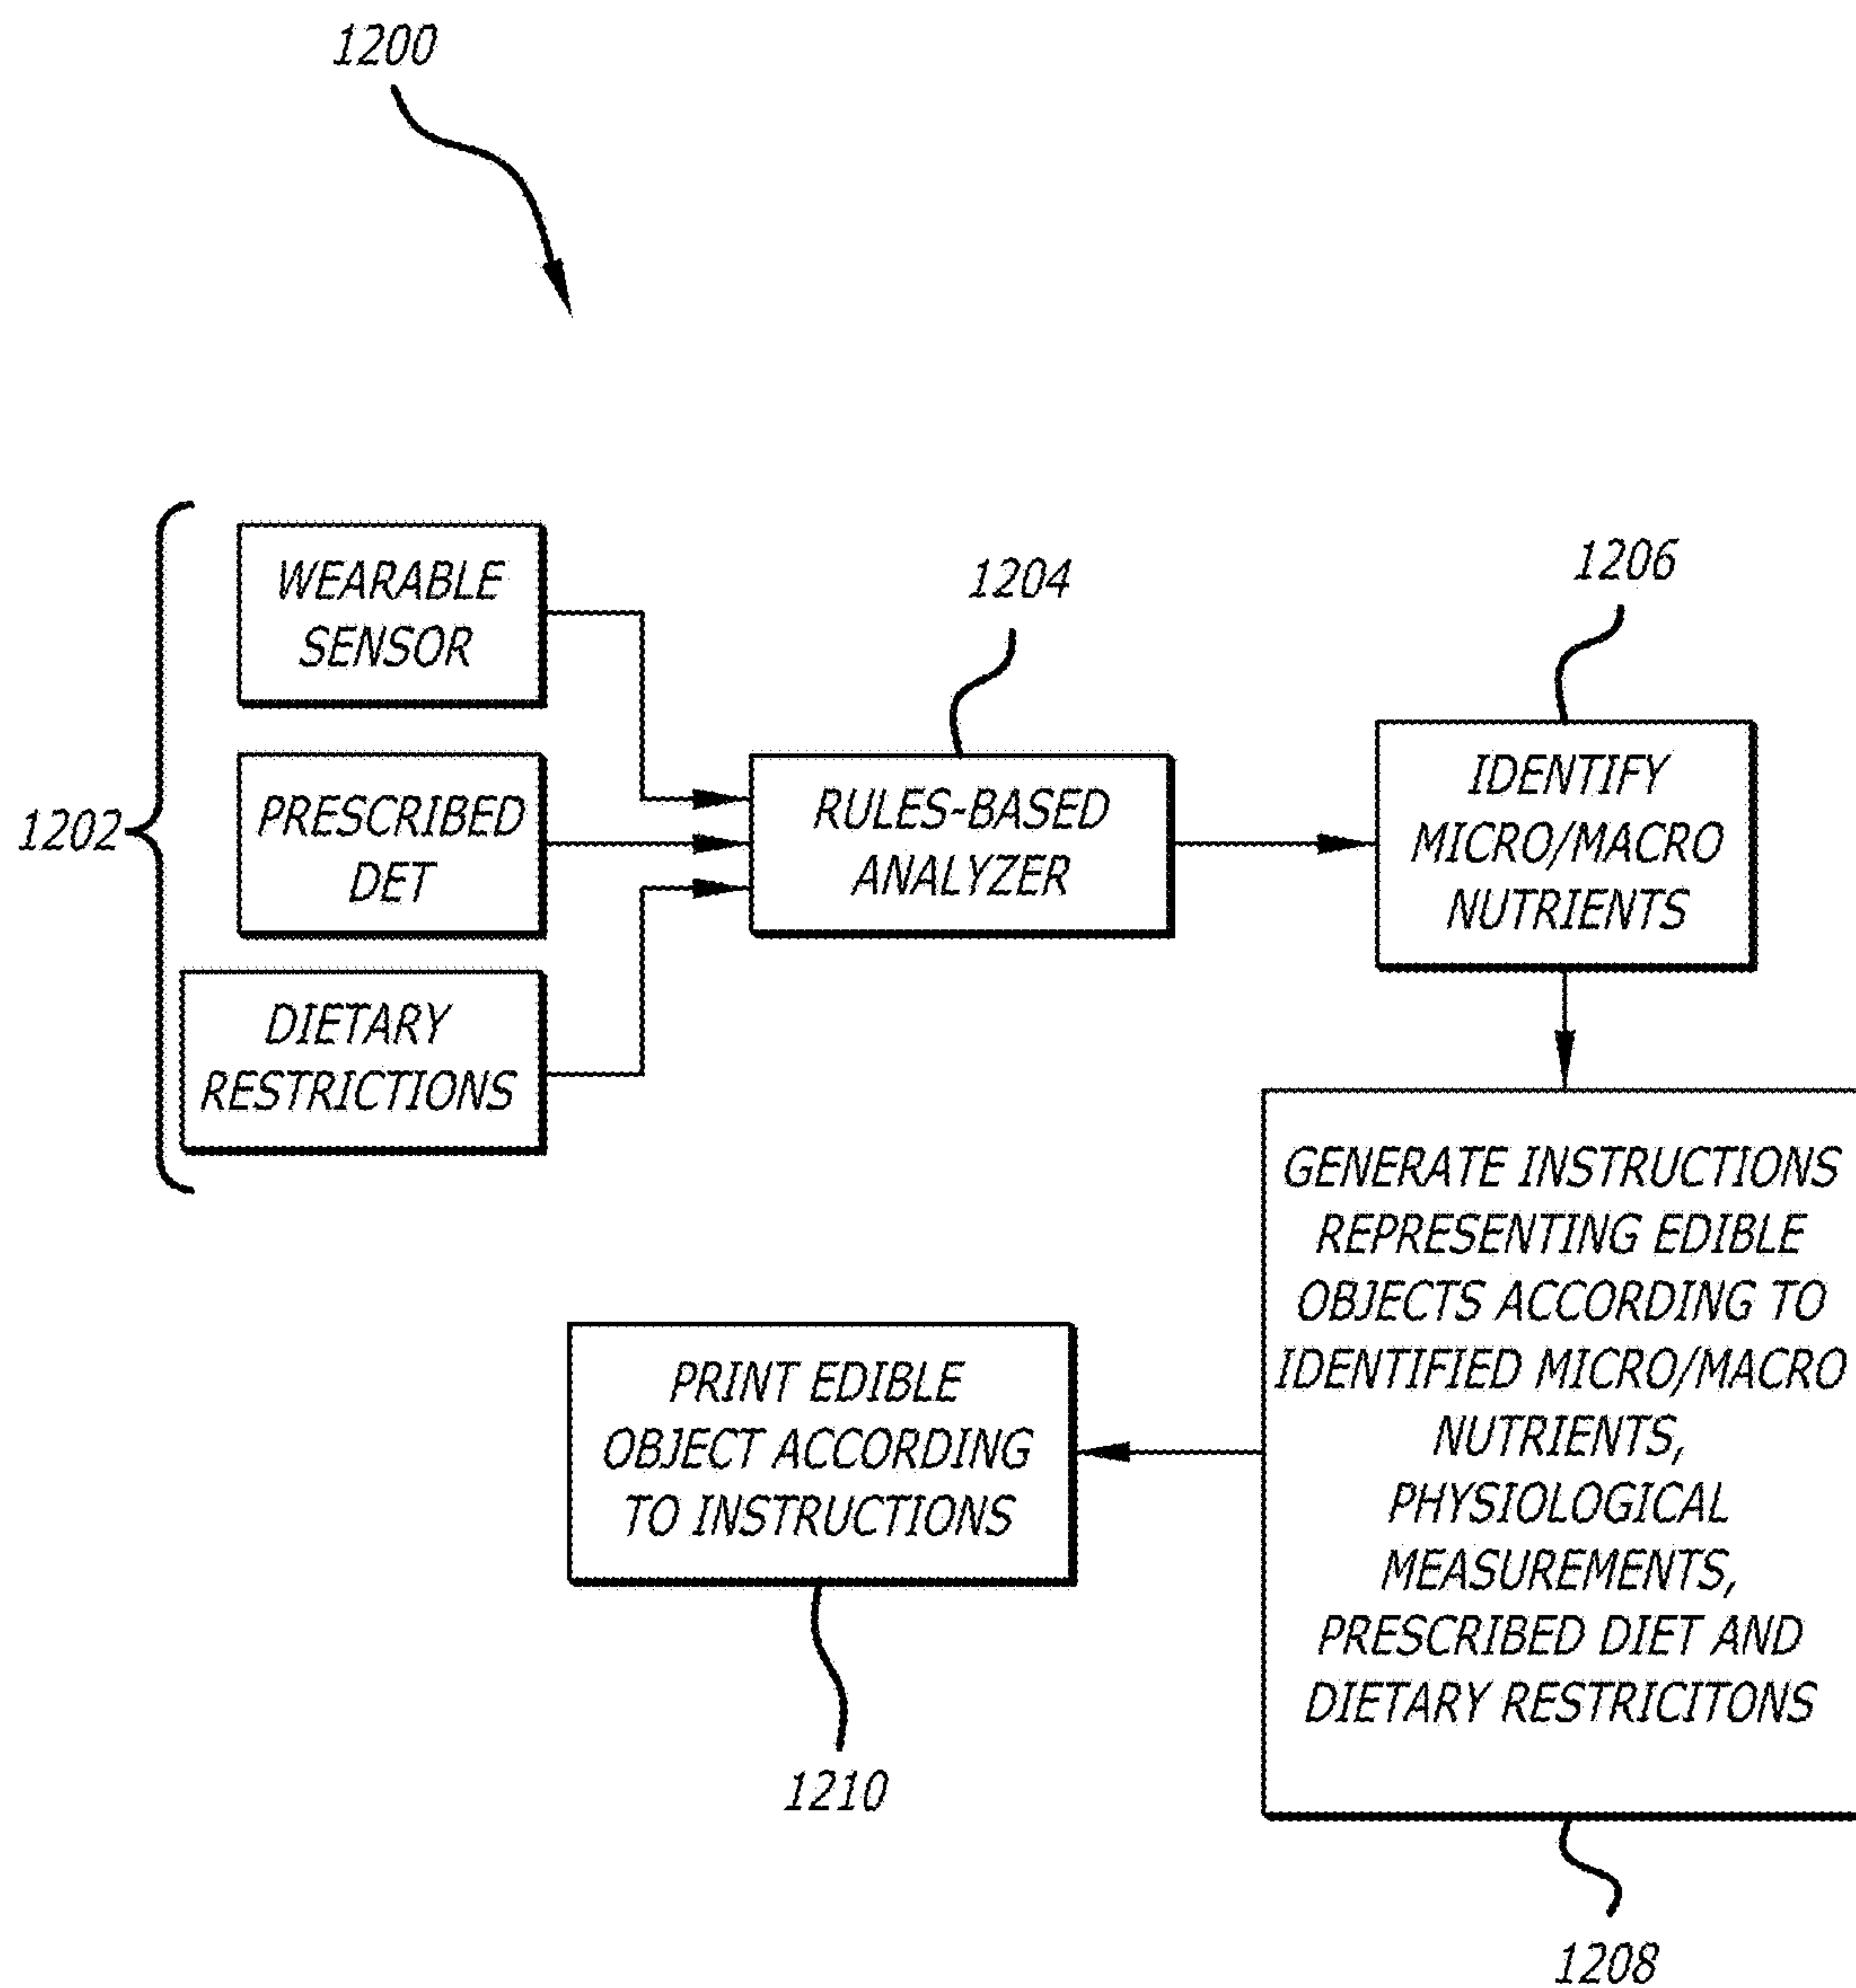 1200
1202
WEARABLE
SENSOR
PRESCRIBED
DET
DIETARY
RESTRICTIONS
1204
RULES-BASED
ANALYZER
1206
IDENTIFY
MICRO/MACRO
NUTRIENTS
GENERATE INSTRUCTIONS
REPRESENTING EDIBLE
OBJECTS ACCORDING TO
IDENTIFIED MICRO/MACRO
NUTRIENTS,
PHYSIOLOGICAL
MEASUREMENTS,
PRESCRIBED DIET AND
DIETARY RESTRICITONS
1208
PRINT EDIBLE
OBJECT ACCORDING
TO INSTRUCTIONS
1210